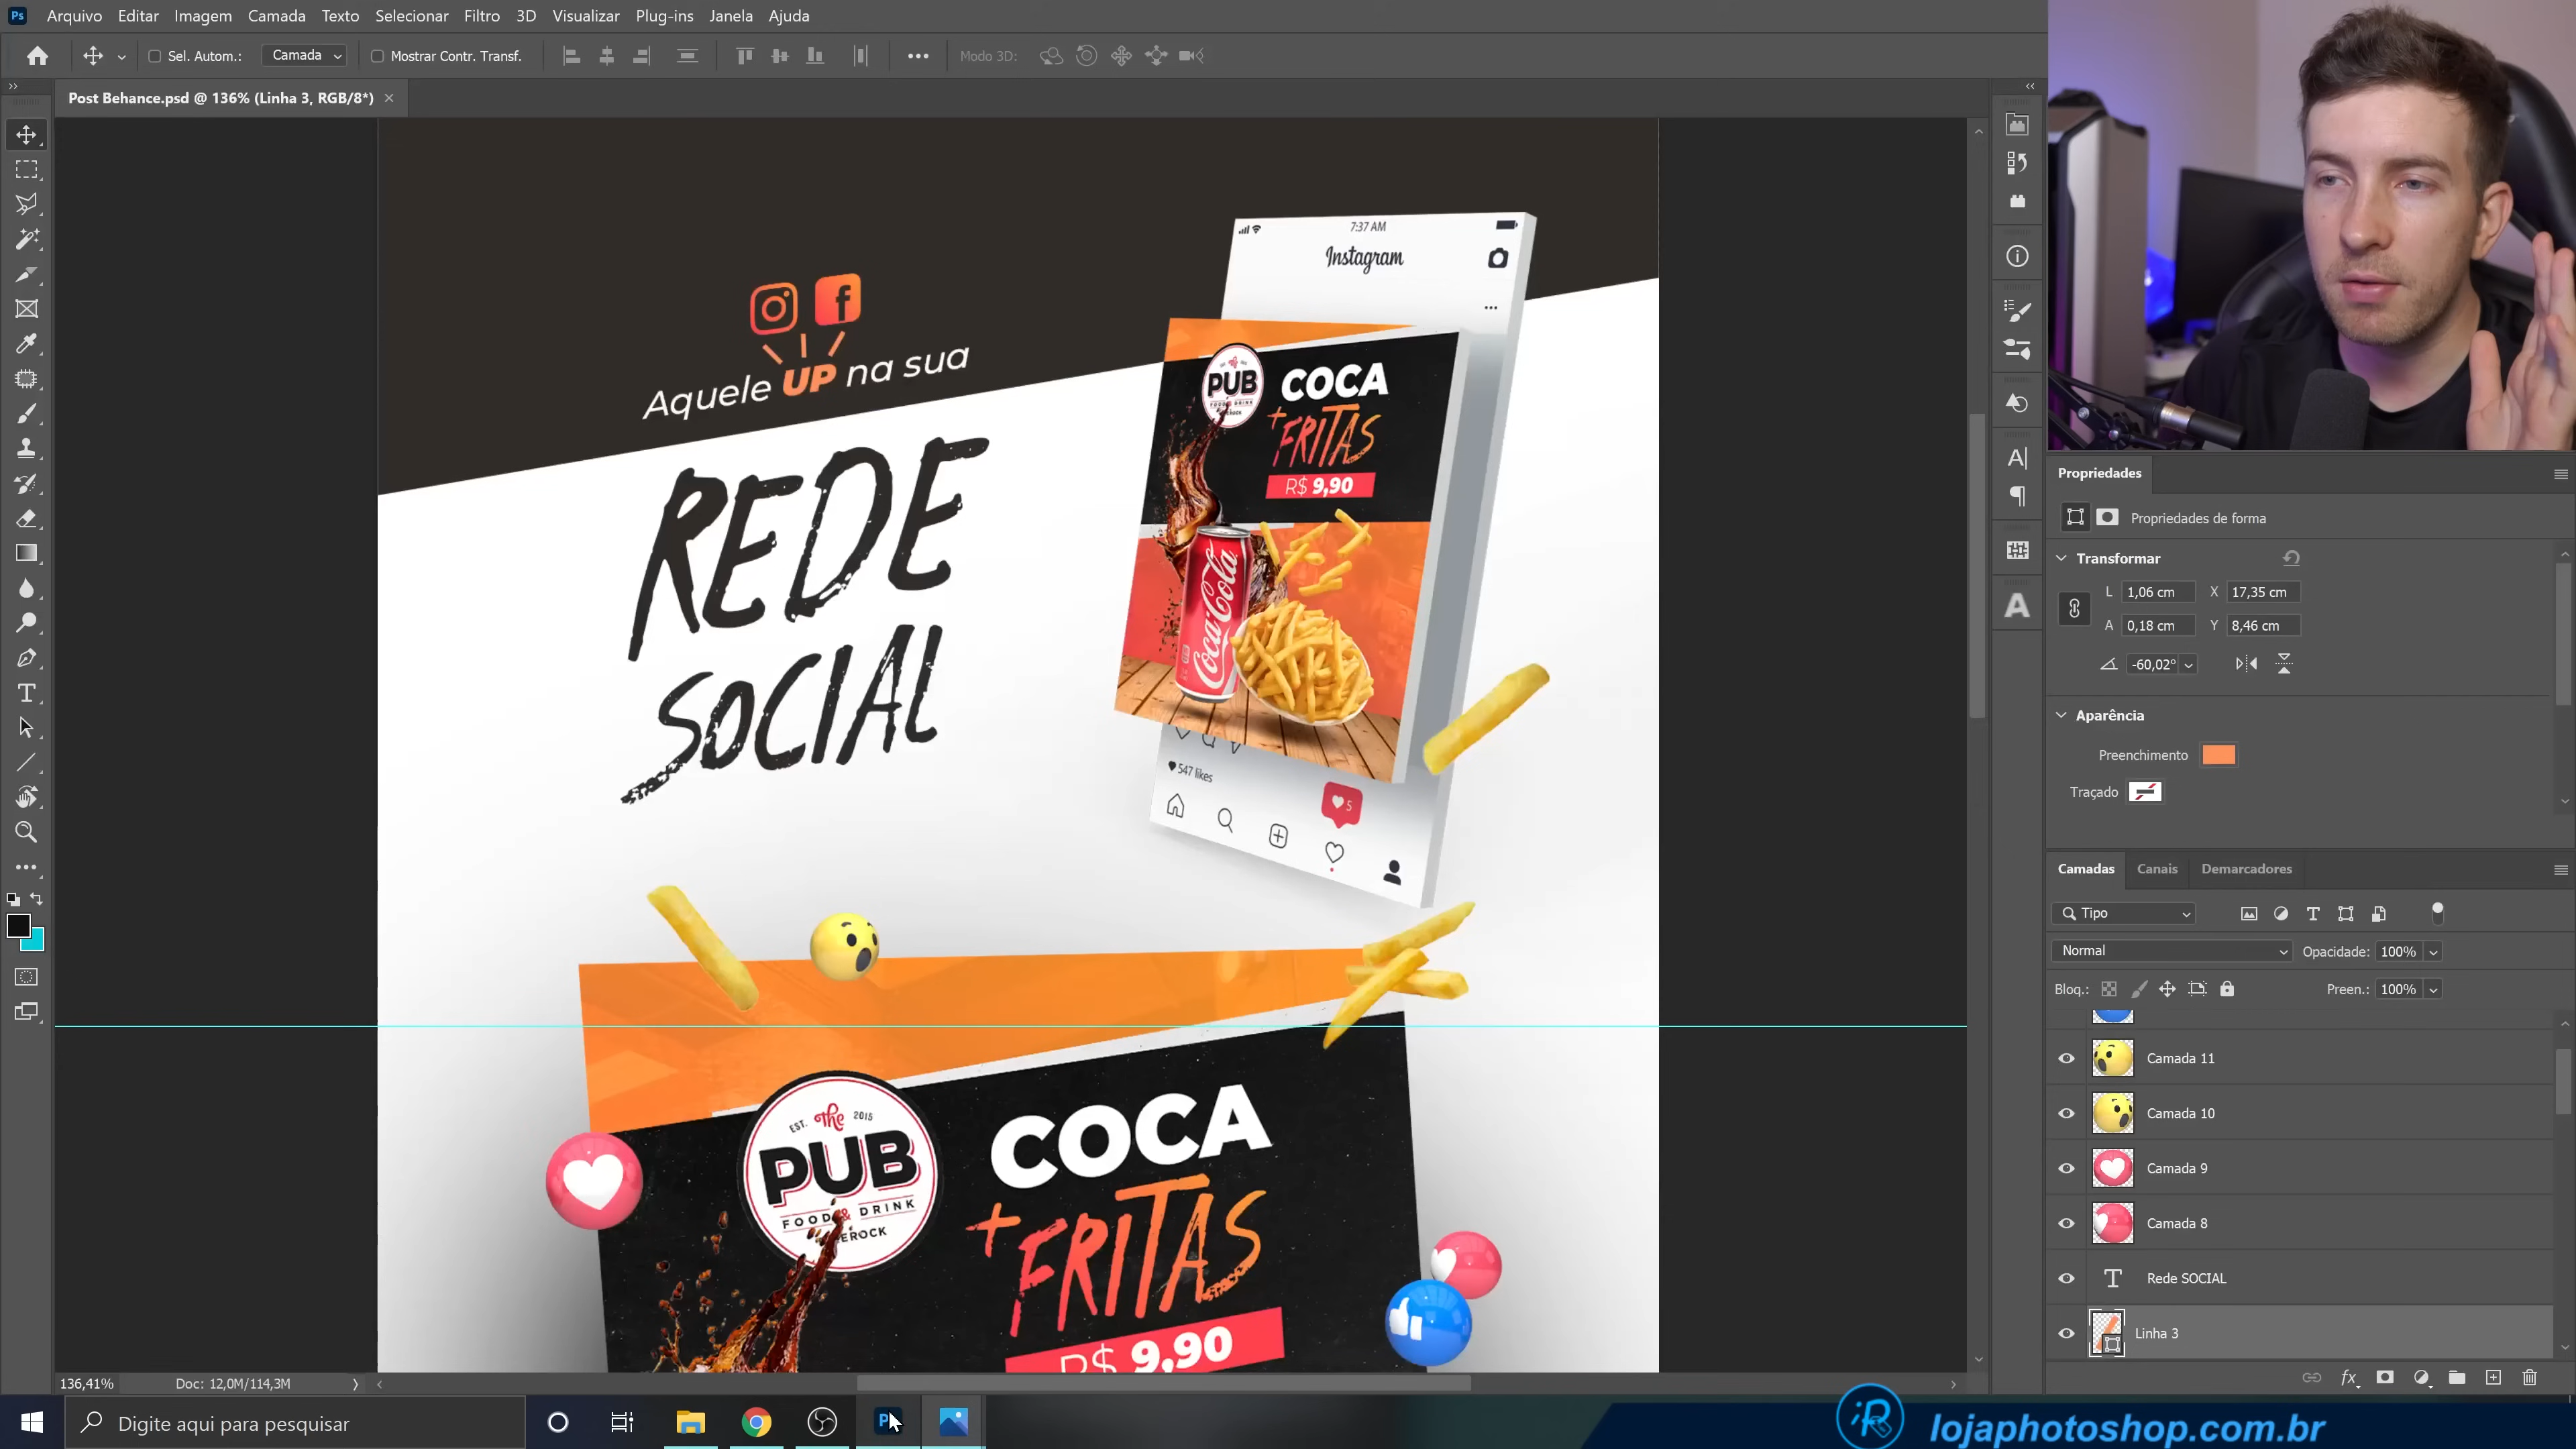 Ps Arquivo Editar Imagem Camada Texto Selecionar Filtro 3D Visualizar Plug-ins Janela Ajuda
Sel. Autom.: Camada Mostrar Contr. Transf. Modo 3D:
Post Behance.psd @ 136% (Linha 3, RGB/8*)
7:37 AM
Instagram
Aquele UP na sua
REDE
SOCIAL
PUB
COCA
+FRITAS
R$ 9,90
Coca-Cola
547 likes
5
EST. The 2015
PUB
FOOD & DRINK
COCA
+FRITAS
R$ 9,90
Propriedades
Propriedades de forma
Transformar
L 1,06 cm X 17,35 cm
A 0,18 cm Y 8,46 cm
-60,02°
Aparência
Preenchimento
Traçado
Camadas Canais Demarcadores
Tipo
Normal Opacidade: 100%
Bloq.: Preen.: 100%
Camada 11
Camada 10
Camada 9
Camada 8
Rede SOCIAL
Linha 3
136,41% Doc: 12,0M/114,3M
Digite aqui para pesquisar
lojaphotoshop.com.br